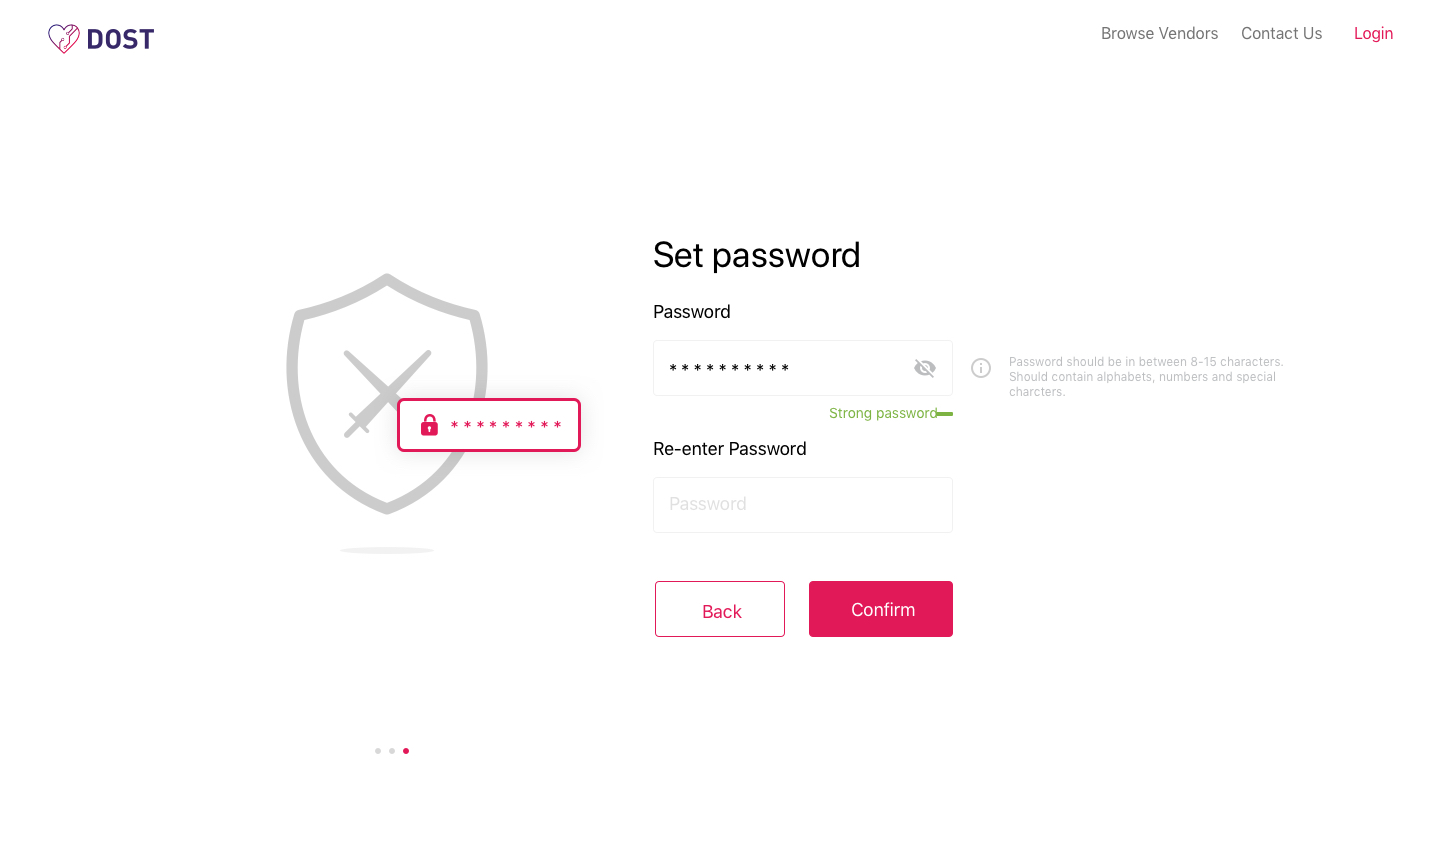 DOST
Browse Vendors
Contact Us
Login
Set password
Password
**********
Password should be in between 8-15 characters.
Should contain alphabets, numbers and special
charcters.
Strong password
*********
Re-enter Password
Password
Back
Confirm